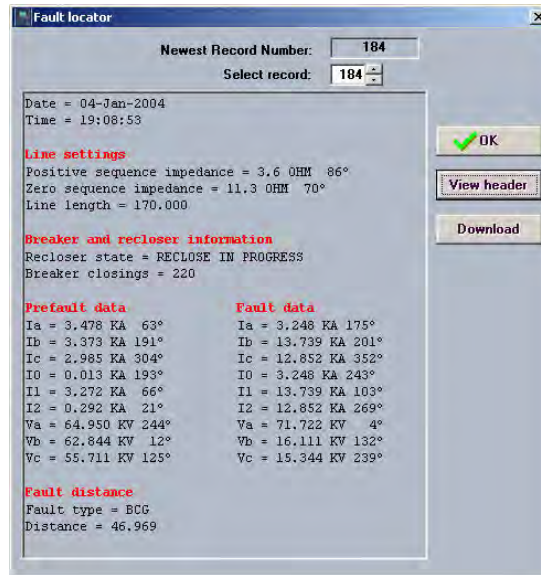 Fault locator
Newest Record Number: 184
Select record: 184
Date = 04-Jan-2004
Time = 19:08:53
Line settings
Positive sequence impedance = 3.6 OHM 86°
Zero sequence impedance = 11.3 OHM 70°
Line length = 170.000
Breaker and recloser information
Recloser state = RECLOSE IN PROGRESS
Breaker closings = 220
Prefault data Fault data
Ia = 3.478 KA 63° Ia = 3.248 KA 175°
Ib = 3.373 KA 191° Ib = 13.739 KA 201°
Ic = 2.985 KA 304° Ic = 12.852 KA 352°
I0 = 0.013 KA 193° I0 = 3.248 KA 243°
I1 = 3.272 KA 66° I1 = 13.739 KA 103°
I2 = 0.292 KA 21° I2 = 12.852 KA 269°
Va = 64.950 KV 244° Va = 71.722 KV 4°
Vb = 62.844 KV 12° Vb = 16.111 KV 132°
Vc = 55.711 KV 125° Vc = 15.344 KV 239°
Fault distance
Fault type = BCG
Distance = 46.969
OK
View header
Download